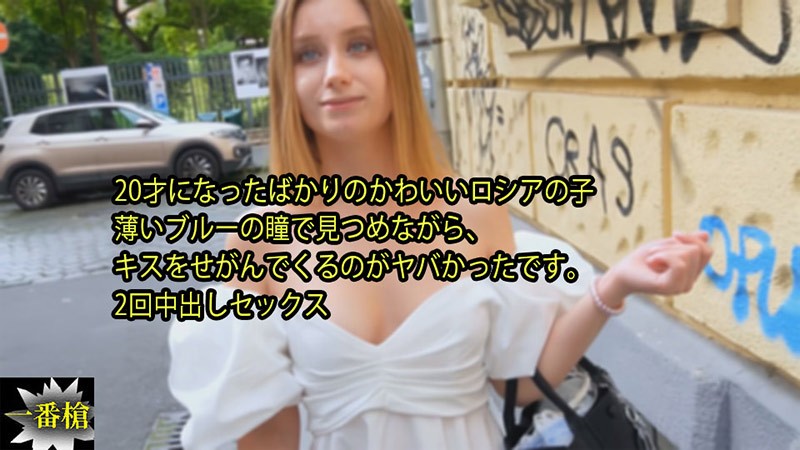 20才になったばかりのかわいいロシアの子
薄いブルーの瞳で見つめながら、
キスをせがんでくるのがヤバかったです。
2回中出しセックス
一番槍